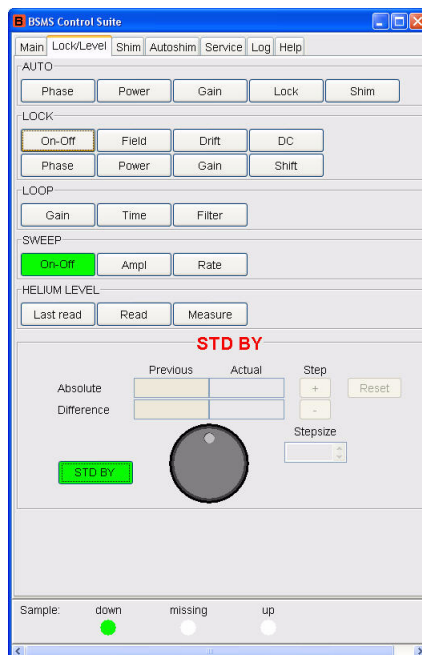 B BSMS Control Suite
Main Lock/Level Shim Autoshim Service Log Help
AUTO
Phase Power Gain Lock Shim
LOCK
On-Off Field Drift DC
Phase Power Gain Shift
LOOP
Gain Time Filter
SWEEP
On-Off Ampl Rate
HELIUM LEVEL
Last read Read Measure
STD BY
Previous Actual Step
Absolute + Reset
Difference -
Stepsize
STD BY
Sample: down missing up